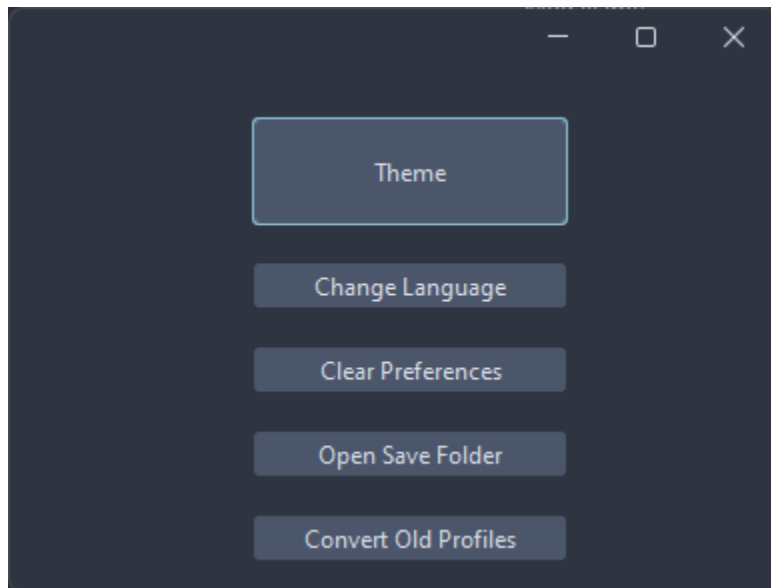 Theme
Change Language
Clear Preferences
Open Save Folder
Convert Old Profiles